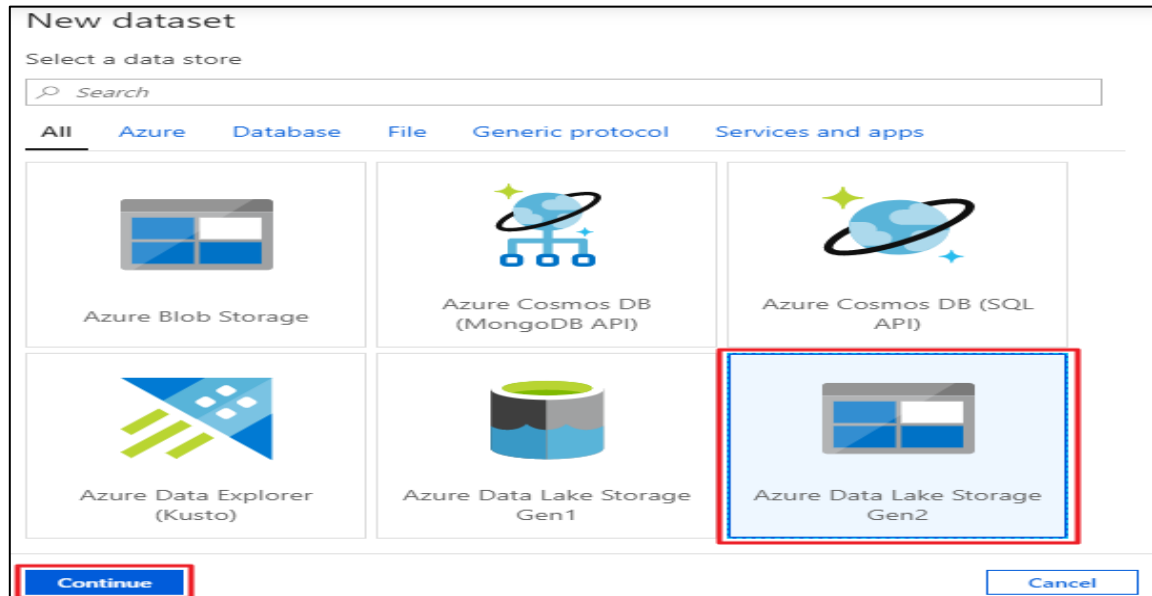 New dataset
Select a data store
Search
All Azure Database File Generic protocol Services and apps
Azure Blob Storage
Azure Cosmos DB
(MongoDB API)
Azure Cosmos DB (SQL
API)
Azure Data Explorer
(Kusto)
Azure Data Lake Storage
Gen1
Azure Data Lake Storage
Gen2
Continue
Cancel